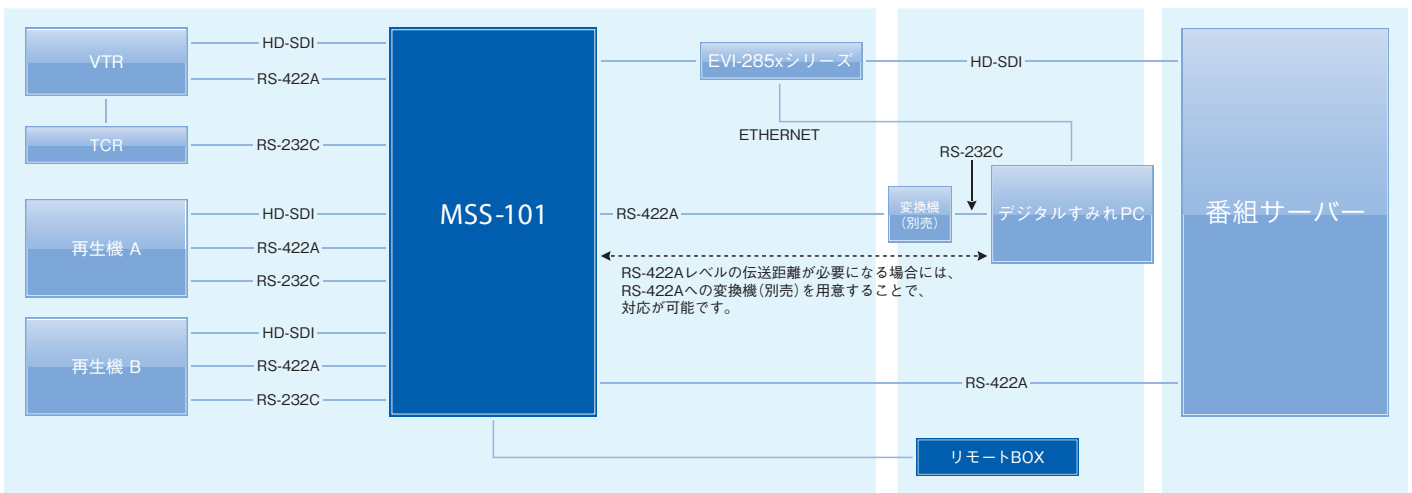 VTR
HD-SDI
RS-422A
TCR
RS-232C
再生機 A
HD-SDI
RS-422A
RS-232C
再生機 B
HD-SDI
RS-422A
RS-232C
MSS-101
EVI-285xシリーズ
HD-SDI
ETHERNET
RS-232C
RS-422A
変換機
（別売）
デジタルすみれPC
番組サーバー
RS-422Aレベルの伝送距離が必要になる場合には、
RS-422Aへの変換機（別売）を用意することで、
対応が可能です。
RS-422A
リモートBOX